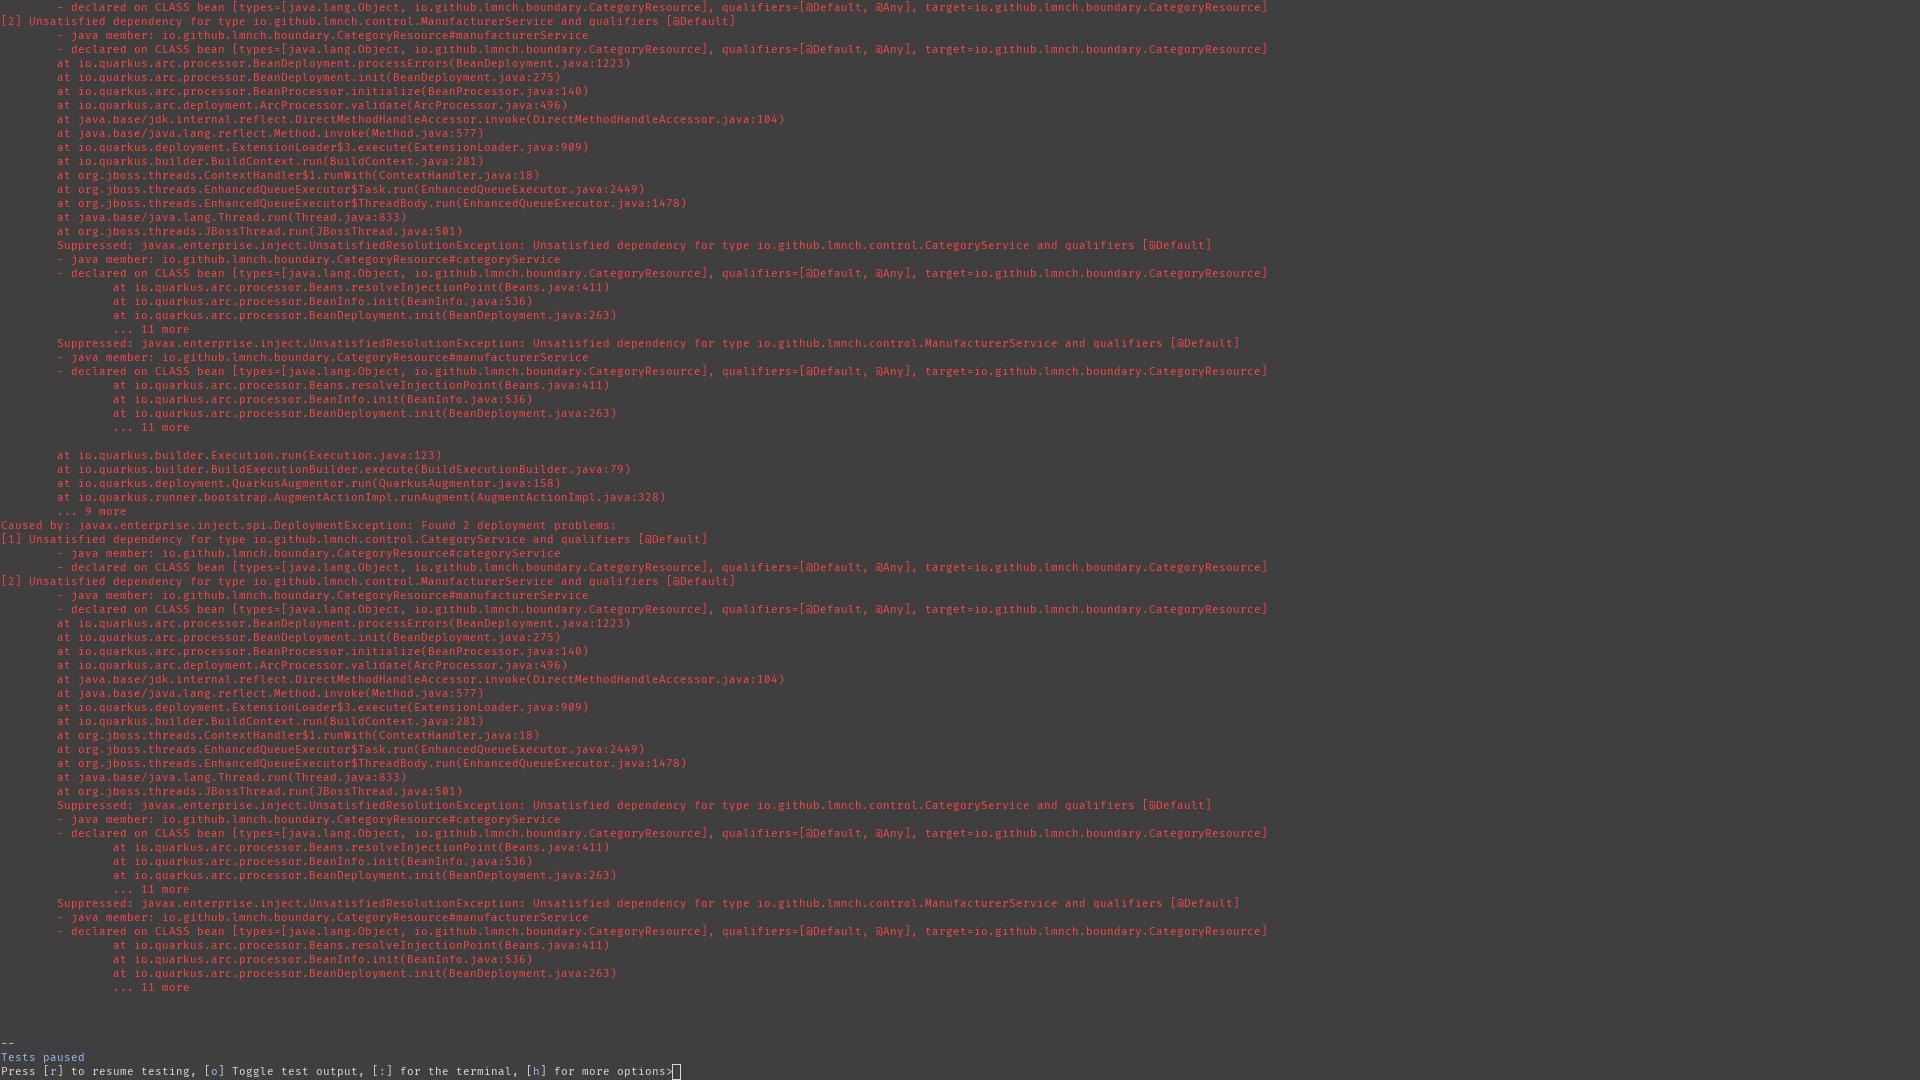 - declared on CLASS bean [types=[java.lang.Object, io.github.lmnch.boundary.CategoryResource], qualifiers=[@Default, @Any], target=io.github.lmnch.boundary.CategoryResource]
[2] Unsatisfied dependency for type io.github.lmnch.control.ManufacturerService and qualifiers [@Default]
        - java member: io.github.lmnch.boundary.CategoryResource#manufacturerService
        - declared on CLASS bean [types=[java.lang.Object, io.github.lmnch.boundary.CategoryResource], qualifiers=[@Default, @Any], target=io.github.lmnch.boundary.CategoryResource]
        at io.quarkus.arc.processor.BeanDeployment.processErrors(BeanDeployment.java:1223)
        at io.quarkus.arc.processor.BeanDeployment.init(BeanDeployment.java:275)
        at io.quarkus.arc.processor.BeanProcessor.initialize(BeanProcessor.java:140)
        at io.quarkus.arc.deployment.ArcProcessor.validate(ArcProcessor.java:496)
        at java.base/jdk.internal.reflect.DirectMethodHandleAccessor.invoke(DirectMethodHandleAccessor.java:104)
        at java.base/java.lang.reflect.Method.invoke(Method.java:577)
        at io.quarkus.deployment.ExtensionLoader$3.execute(ExtensionLoader.java:909)
        at io.quarkus.builder.BuildContext.run(BuildContext.java:281)
        at org.jboss.threads.ContextHandler$1.runWith(ContextHandler.java:18)
        at org.jboss.threads.EnhancedQueueExecutor$Task.run(EnhancedQueueExecutor.java:2449)
        at org.jboss.threads.EnhancedQueueExecutor$ThreadBody.run(EnhancedQueueExecutor.java:1478)
        at java.base/java.lang.Thread.run(Thread.java:833)
        at org.jboss.threads.JBossThread.run(JBossThread.java:501)
        Suppressed: javax.enterprise.inject.UnsatisfiedResolutionException: Unsatisfied dependency for type io.github.lmnch.control.CategoryService and qualifiers [@Default]
        - java member: io.github.lmnch.boundary.CategoryResource#categoryService
        - declared on CLASS bean [types=[java.lang.Object, io.github.lmnch.boundary.CategoryResource], qualifiers=[@Default, @Any], target=io.github.lmnch.boundary.CategoryResource]
                at io.quarkus.arc.processor.Beans.resolveInjectionPoint(Beans.java:411)
                at io.quarkus.arc.processor.BeanInfo.init(BeanInfo.java:536)
                at io.quarkus.arc.processor.BeanDeployment.init(BeanDeployment.java:263)
                ... 11 more
        Suppressed: javax.enterprise.inject.UnsatisfiedResolutionException: Unsatisfied dependency for type io.github.lmnch.control.ManufacturerService and qualifiers [@Default]
        - java member: io.github.lmnch.boundary.CategoryResource#manufacturerService
        - declared on CLASS bean [types=[java.lang.Object, io.github.lmnch.boundary.CategoryResource], qualifiers=[@Default, @Any], target=io.github.lmnch.boundary.CategoryResource]
                at io.quarkus.arc.processor.Beans.resolveInjectionPoint(Beans.java:411)
                at io.quarkus.arc.processor.BeanInfo.init(BeanInfo.java:536)
                at io.quarkus.arc.processor.BeanDeployment.init(BeanDeployment.java:263)
                ... 11 more

        at io.quarkus.builder.Execution.run(Execution.java:123)
        at io.quarkus.builder.BuildExecutionBuilder.execute(BuildExecutionBuilder.java:79)
        at io.quarkus.deployment.QuarkusAugmentor.run(QuarkusAugmentor.java:158)
        at io.quarkus.runner.bootstrap.AugmentActionImpl.runAugment(AugmentActionImpl.java:328)
        ... 9 more
Caused by: javax.enterprise.inject.spi.DeploymentException: Found 2 deployment problems:
[1] Unsatisfied dependency for type io.github.lmnch.control.CategoryService and qualifiers [@Default]
        - java member: io.github.lmnch.boundary.CategoryResource#categoryService
        - declared on CLASS bean [types=[java.lang.Object, io.github.lmnch.boundary.CategoryResource], qualifiers=[@Default, @Any], target=io.github.lmnch.boundary.CategoryResource]
[2] Unsatisfied dependency for type io.github.lmnch.control.ManufacturerService and qualifiers [@Default]
        - java member: io.github.lmnch.boundary.CategoryResource#manufacturerService
        - declared on CLASS bean [types=[java.lang.Object, io.github.lmnch.boundary.CategoryResource], qualifiers=[@Default, @Any], target=io.github.lmnch.boundary.CategoryResource]
        at io.quarkus.arc.processor.BeanDeployment.processErrors(BeanDeployment.java:1223)
        at io.quarkus.arc.processor.BeanDeployment.init(BeanDeployment.java:275)
        at io.quarkus.arc.processor.BeanProcessor.initialize(BeanProcessor.java:140)
        at io.quarkus.arc.deployment.ArcProcessor.validate(ArcProcessor.java:496)
        at java.base/jdk.internal.reflect.DirectMethodHandleAccessor.invoke(DirectMethodHandleAccessor.java:104)
        at java.base/java.lang.reflect.Method.invoke(Method.java:577)
        at io.quarkus.deployment.ExtensionLoader$3.execute(ExtensionLoader.java:909)
        at io.quarkus.builder.BuildContext.run(BuildContext.java:281)
        at org.jboss.threads.ContextHandler$1.runWith(ContextHandler.java:18)
        at org.jboss.threads.EnhancedQueueExecutor$Task.run(EnhancedQueueExecutor.java:2449)
        at org.jboss.threads.EnhancedQueueExecutor$ThreadBody.run(EnhancedQueueExecutor.java:1478)
        at java.base/java.lang.Thread.run(Thread.java:833)
        at org.jboss.threads.JBossThread.run(JBossThread.java:501)
        Suppressed: javax.enterprise.inject.UnsatisfiedResolutionException: Unsatisfied dependency for type io.github.lmnch.control.CategoryService and qualifiers [@Default]
        - java member: io.github.lmnch.boundary.CategoryResource#categoryService
        - declared on CLASS bean [types=[java.lang.Object, io.github.lmnch.boundary.CategoryResource], qualifiers=[@Default, @Any], target=io.github.lmnch.boundary.CategoryResource]
                at io.quarkus.arc.processor.Beans.resolveInjectionPoint(Beans.java:411)
                at io.quarkus.arc.processor.BeanInfo.init(BeanInfo.java:536)
                at io.quarkus.arc.processor.BeanDeployment.init(BeanDeployment.java:263)
                ... 11 more
        Suppressed: javax.enterprise.inject.UnsatisfiedResolutionException: Unsatisfied dependency for type io.github.lmnch.control.ManufacturerService and qualifiers [@Default]
        - java member: io.github.lmnch.boundary.CategoryResource#manufacturerService
        - declared on CLASS bean [types=[java.lang.Object, io.github.lmnch.boundary.CategoryResource], qualifiers=[@Default, @Any], target=io.github.lmnch.boundary.CategoryResource]
                at io.quarkus.arc.processor.Beans.resolveInjectionPoint(Beans.java:411)
                at io.quarkus.arc.processor.BeanInfo.init(BeanInfo.java:536)
                at io.quarkus.arc.processor.BeanDeployment.init(BeanDeployment.java:263)
                ... 11 more

--
Tests paused
Press [r] to resume testing, [o] Toggle test output, [:] for the terminal, [h] for more options>